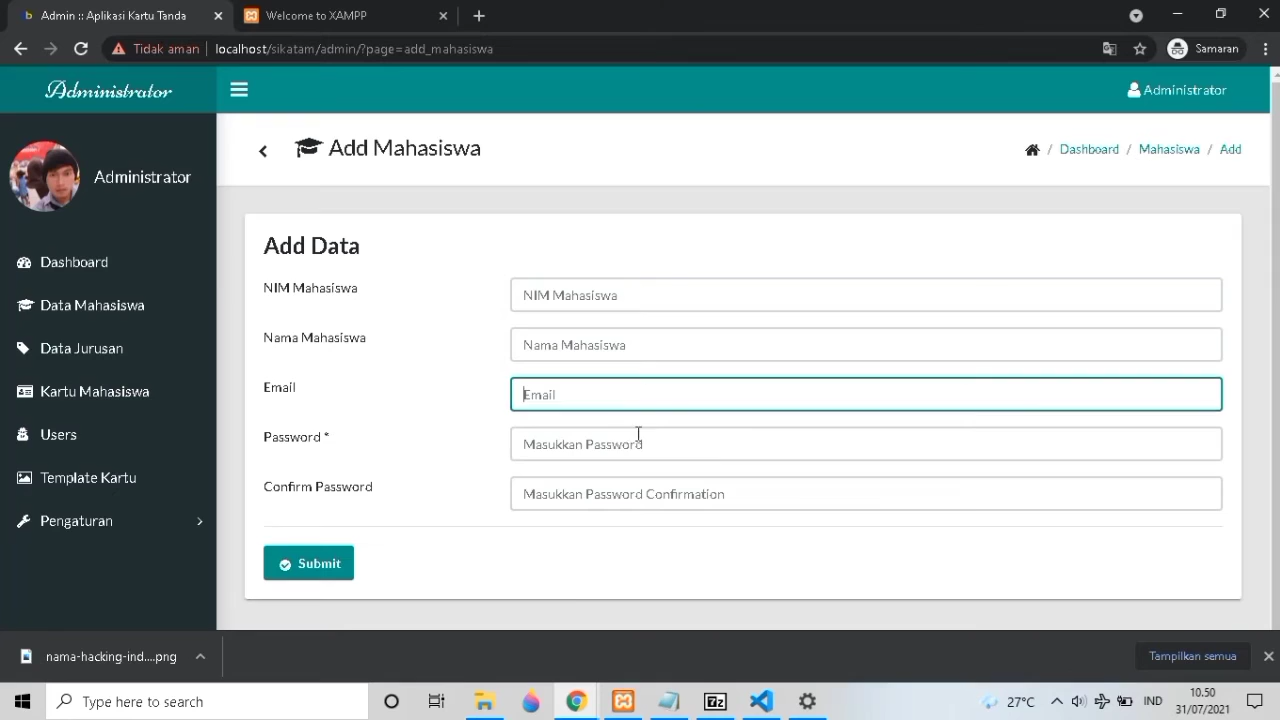 Admin :: Aplikasi Kartu Tanda
Welcome to XAMPP
Tidak aman
localhost/sikatam/admin/?page=add_mahasiswa
Samaran
Administrator
Administrator
Add Mahasiswa
/ Dashboard / Mahasiswa / Add
Administrator
Dashboard
Data Mahasiswa
Data Jurusan
Kartu Mahasiswa
Users
Template Kartu
Pengaturan
Add Data
NIM Mahasiswa
NIM Mahasiswa
Nama Mahasiswa
Nama Mahasiswa
Email
Email
Password *
Masukkan Password
Confirm Password
Masukkan Password Confirmation
Submit
nama-hacking-ind....png
Tampilkan semua
Type here to search
7z
27°C
IND
10.50
31/07/2021